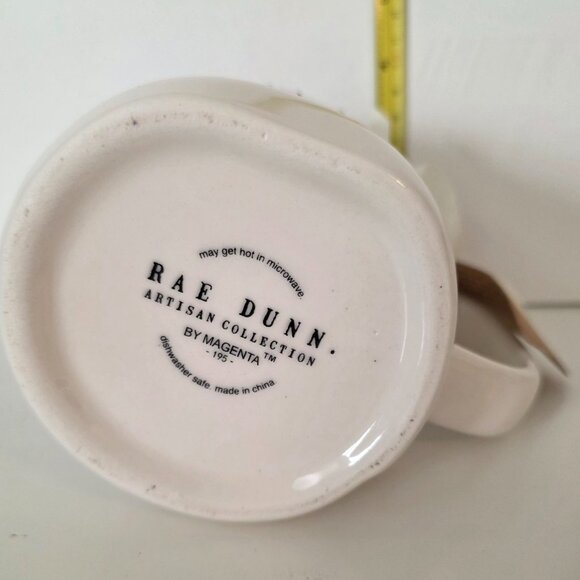 may get hot in microwave.
RAE DUNN.
ARTISAN COLLECTION
BY MAGENTA™
- 195 -
dishwasher safe. made in china.